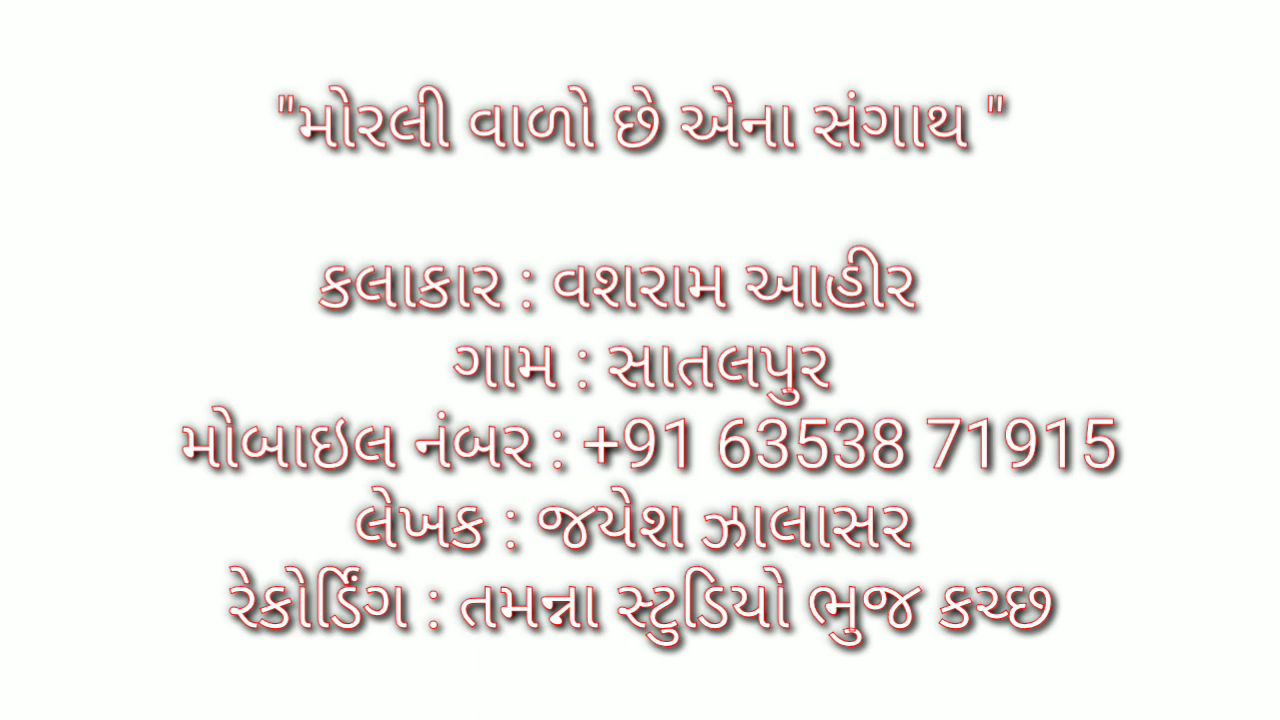 "મોરલી વાળો છે એના સંગાથ "
કલાકાર : વશરામ આહીર
ગામ : સાતલપુર
મોબાઇલ નંબર : +91 63538 71915
લેખક : જયેશ ઝાલાસર
રેકોર્ડિંગ : તમન્ના સ્ટુડિયો ભુજ કચ્છ